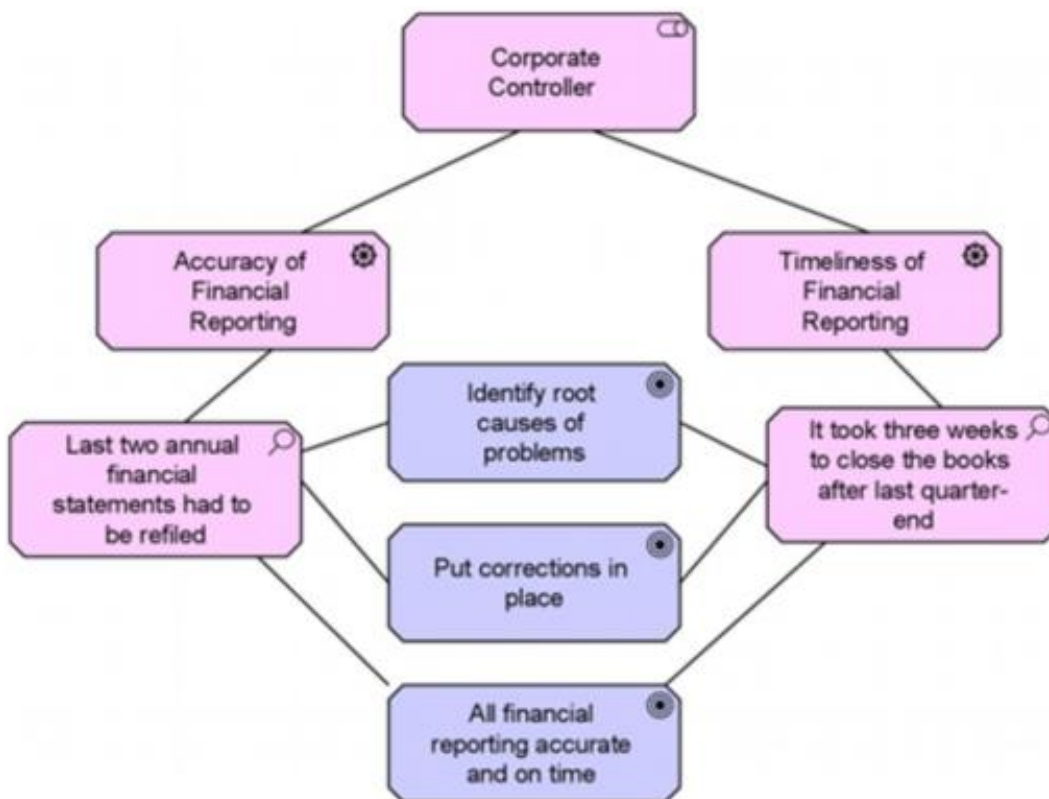 Corporate
Controller
Accuracy of
Financial
Reporting
Timeliness of
Financial
Reporting
Identify root
causes of
problems
Last two annual
financial
statements had to
be refiled
It took three weeks
to close the books
after last quarter-
end
Put corrections in
place
All financial
reporting accurate
and on time